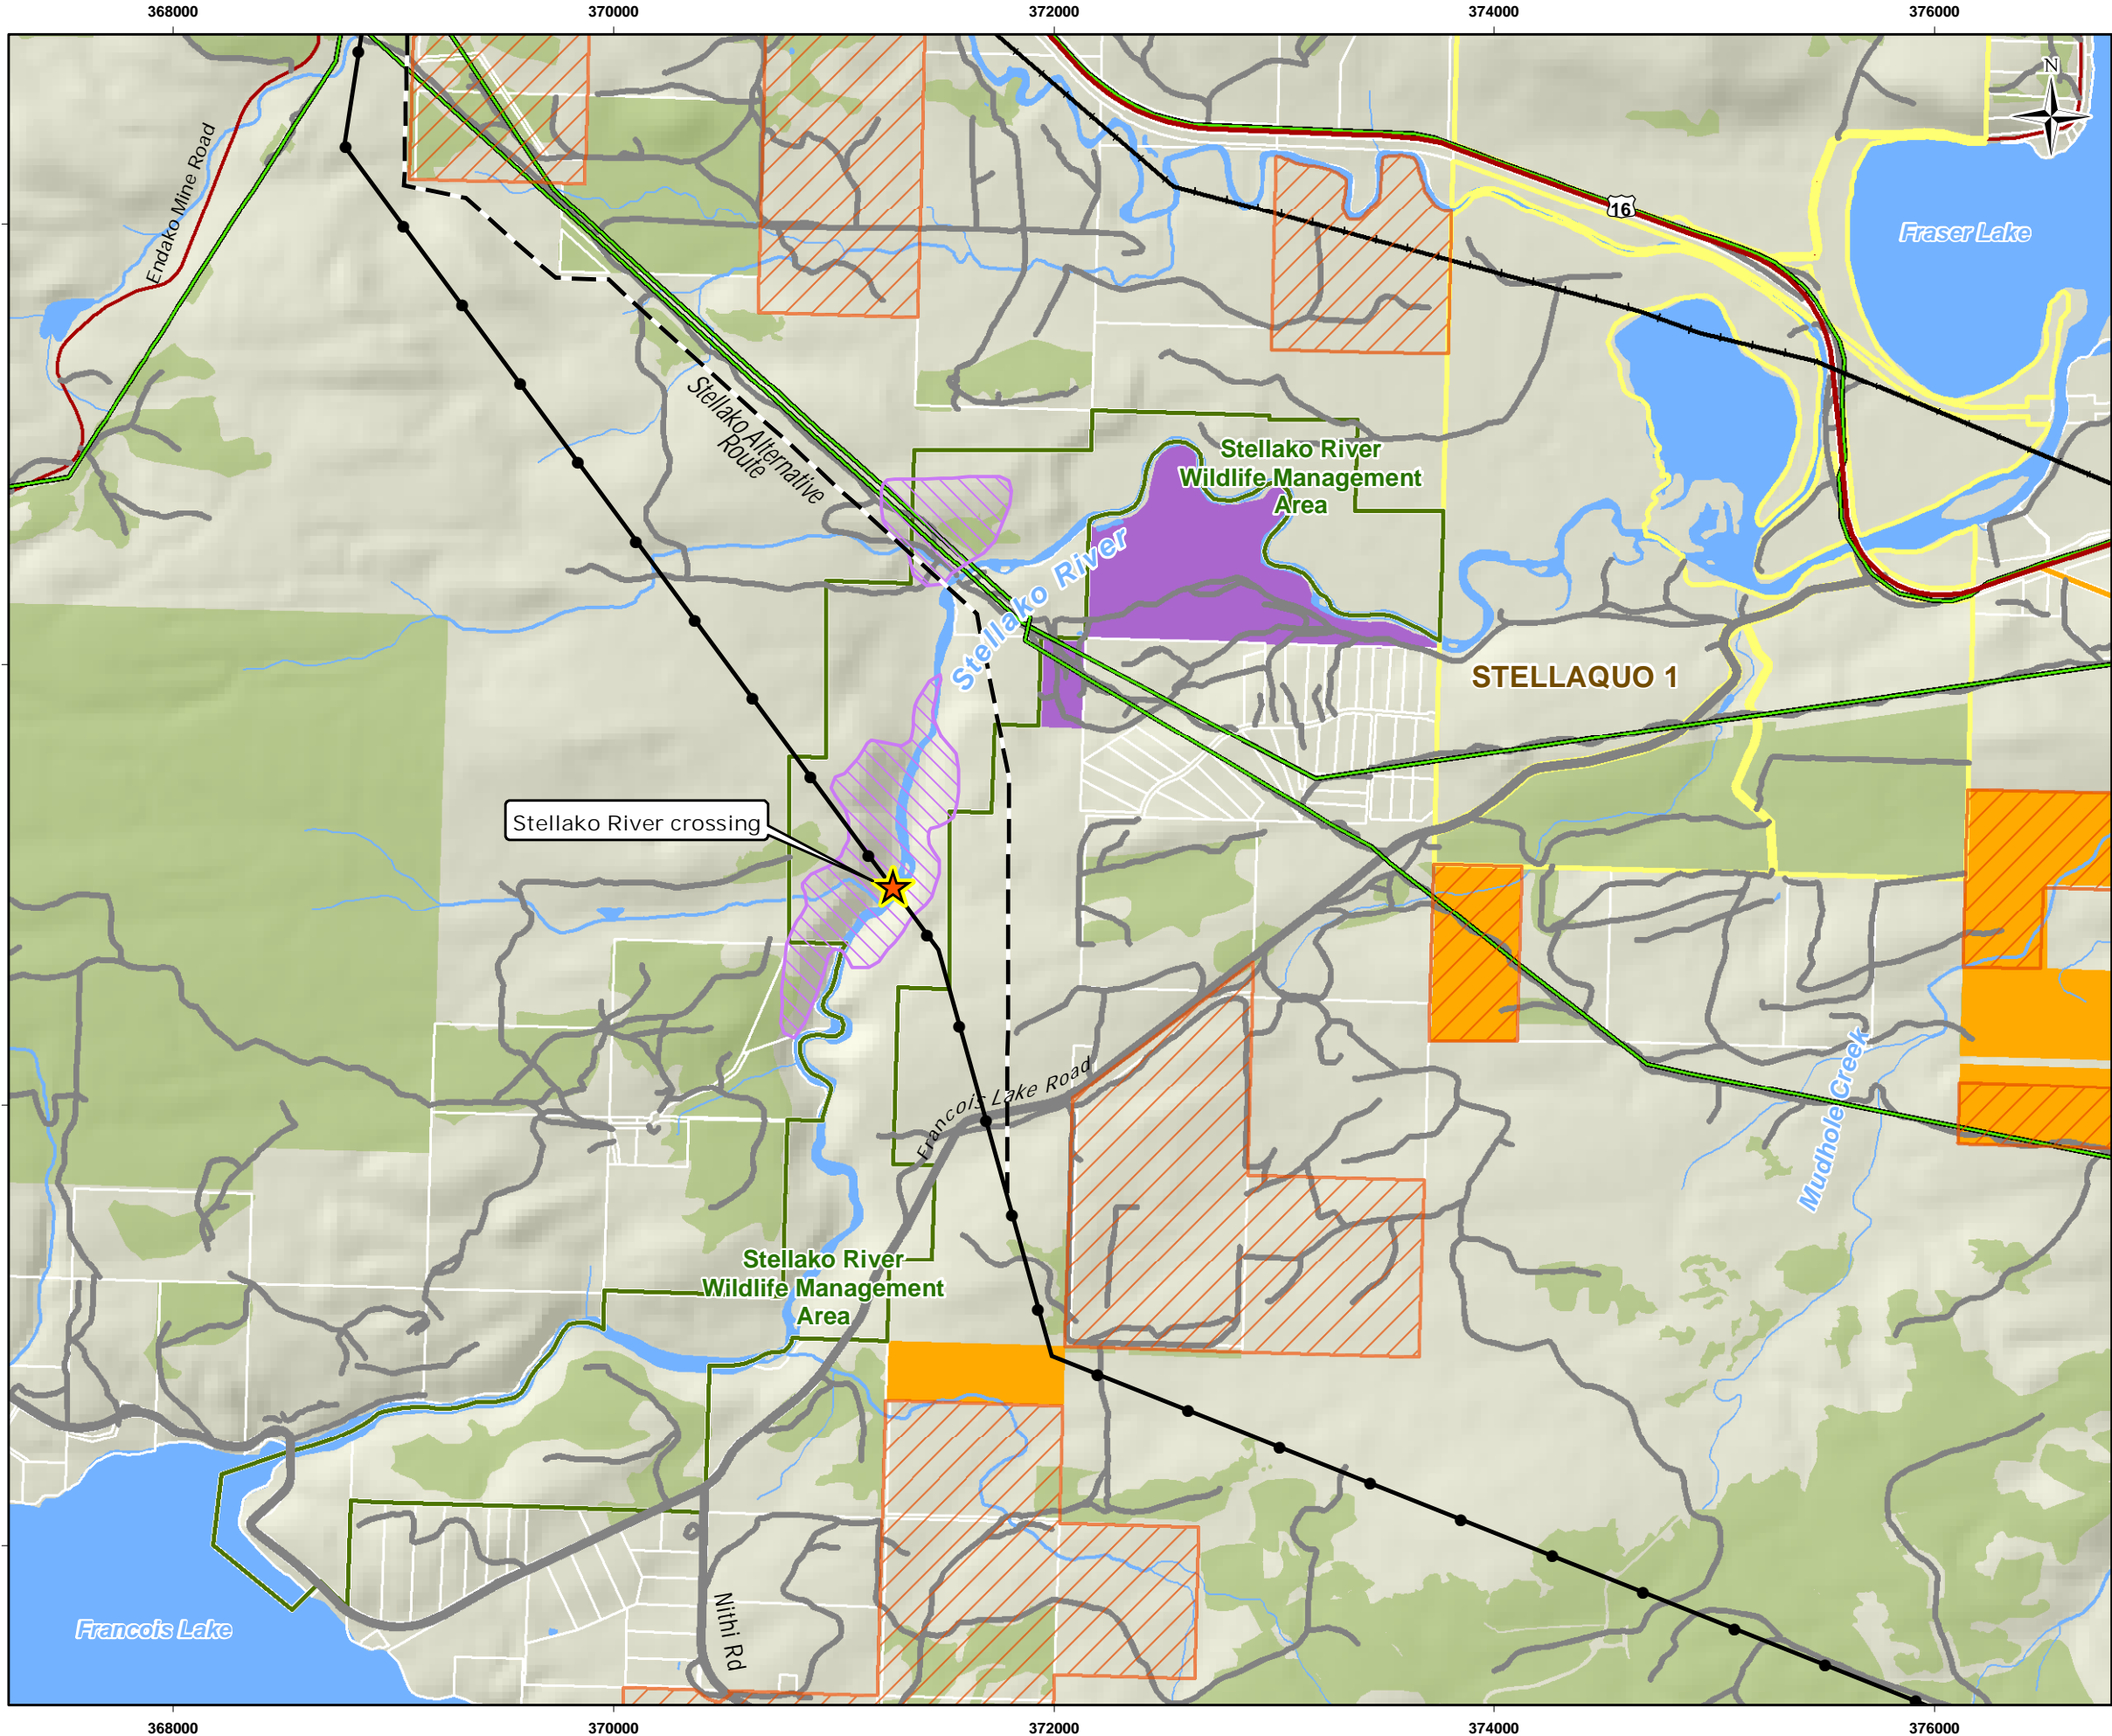 368000 370000 372000 374000 376000
N
Endako Mine Road
16
Fraser Lake
Stellako Alternative
Route
Stellako River
Wildlife Management
Area
Stellako River
STELLAQUO 1
Stellako River crossing
Francois Lake Road
Mudhole Creek
Stellako River
Wildlife Management
Area
Francois Lake
Nithi Rd
368000 370000 372000 374000 376000